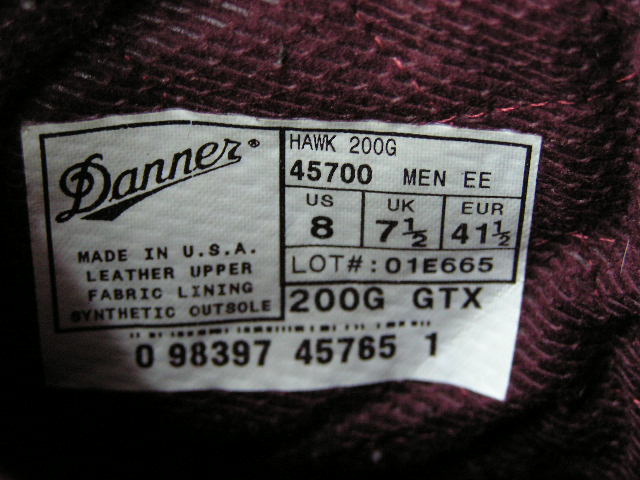 Danner®
MADE IN U.S.A.
LEATHER UPPER
FABRIC LINING
SYNTHETIC OUTSOLE
HAWK 200G
45700 MEN EE
US UK EUR
8 7½ 41½
LOT#: 01E665
200G GTX
0 98397 45765 1